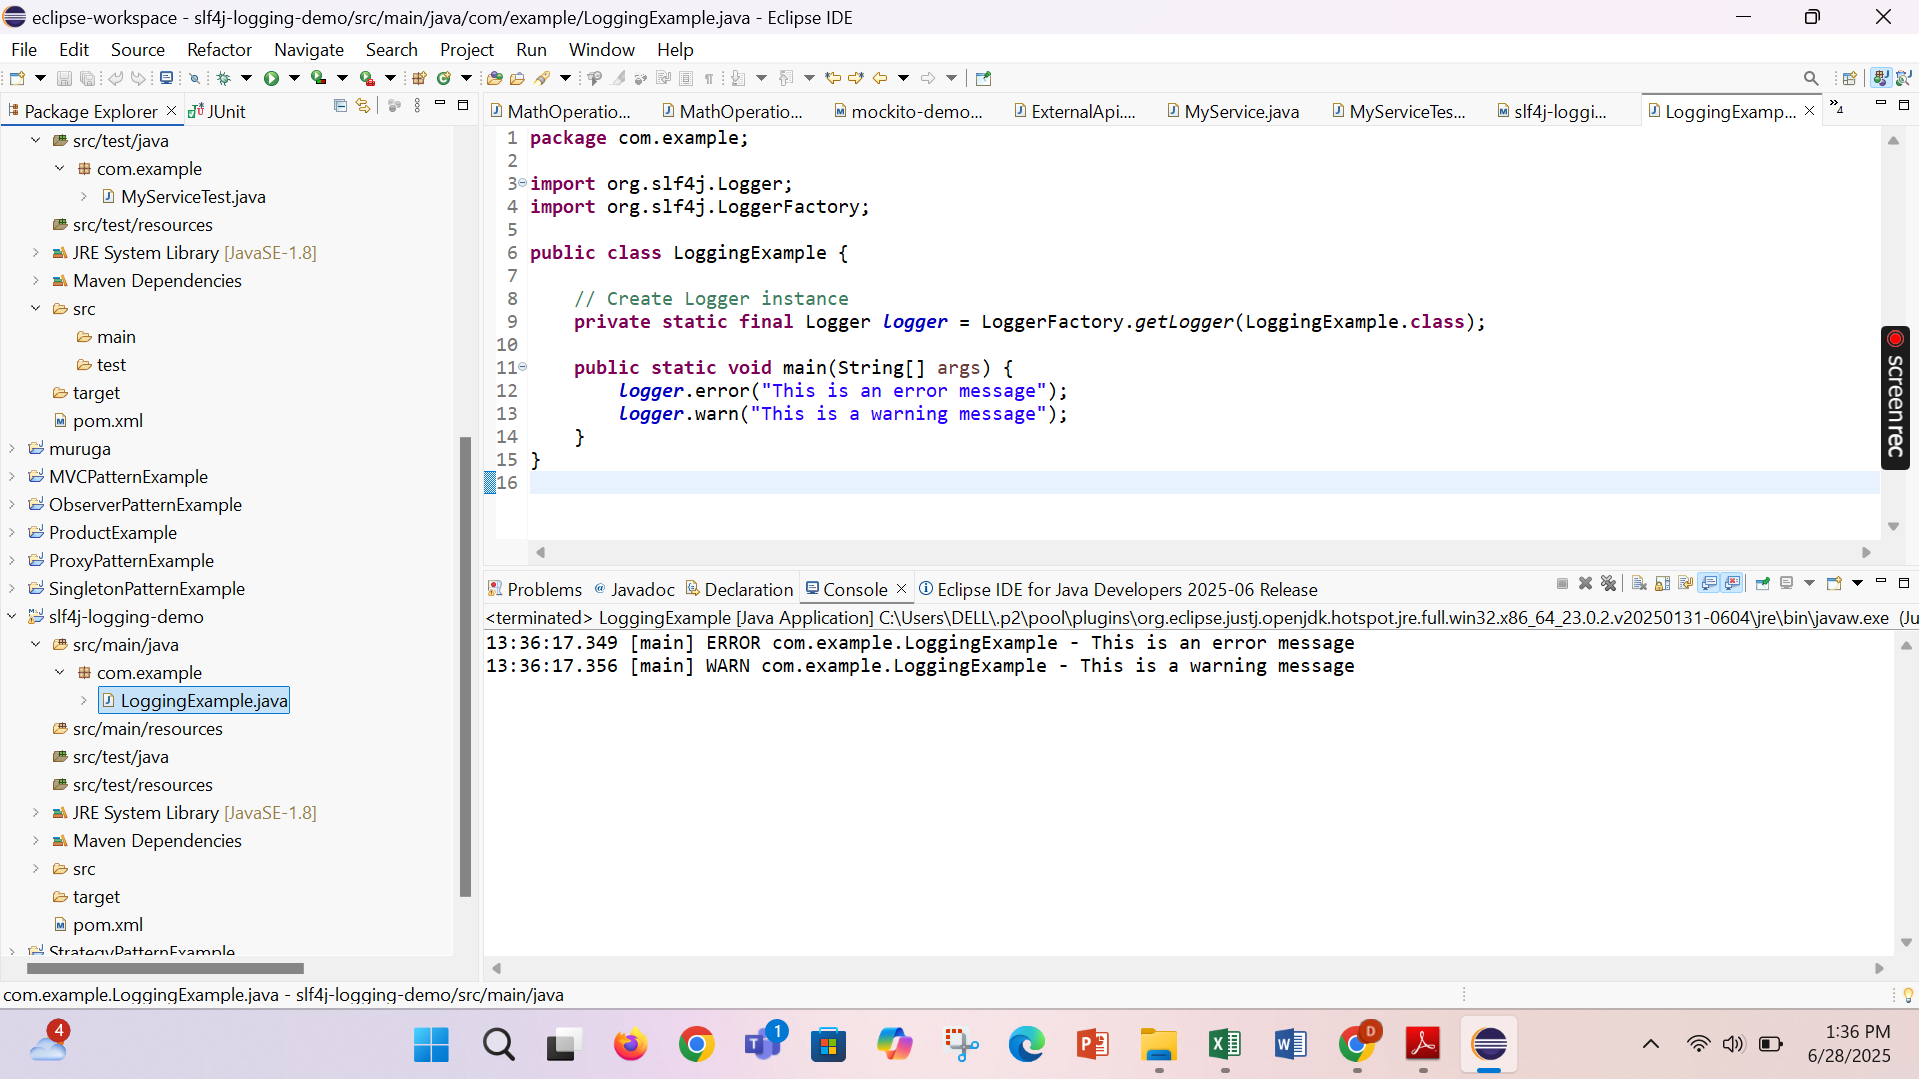 eclipse-workspace - slf4j-logging-demo/src/main/java/com/example/LoggingExample.java - Eclipse IDE
File Edit Source Refactor Navigate Search Project Run Window Help
Package Explorer JUnit
src/test/java
com.example
MyServiceTest.java
src/test/resources
JRE System Library [JavaSE-1.8]
Maven Dependencies
src
main
test
target
pom.xml
muruga
MVCPatternExample
ObserverPatternExample
ProductExample
ProxyPatternExample
SingletonPatternExample
slf4j-logging-demo
src/main/java
com.example
LoggingExample.java
src/main/resources
src/test/java
src/test/resources
JRE System Library [JavaSE-1.8]
Maven Dependencies
src
target
pom.xml
StrategyPatternExample
MathOperatio... MathOperatio... mockito-demo... ExternalApi.... MyService.java MyServiceTes... slf4j-loggi... LoggingExamp... 4
1 package com.example;
2
3 import org.slf4j.Logger;
4 import org.slf4j.LoggerFactory;
5
6 public class LoggingExample {
7
8 // Create Logger instance
9 private static final Logger logger = LoggerFactory.getLogger(LoggingExample.class);
10
11 public static void main(String[] args) {
12 logger.error("This is an error message");
13 logger.warn("This is a warning message");
14 }
15 }
16
screenrec
Problems Javadoc Declaration Console Eclipse IDE for Java Developers 2025-06 Release
<terminated> LoggingExample [Java Application] C:\Users\DELL\.p2\pool\plugins\org.eclipse.justj.openjdk.hotspot.jre.full.win32.x86_64_23.0.2.v20250131-0604\jre\bin\javaw.exe (Ju
13:36:17.349 [main] ERROR com.example.LoggingExample - This is an error message
13:36:17.356 [main] WARN com.example.LoggingExample - This is a warning message
com.example.LoggingExample.java - slf4j-logging-demo/src/main/java
4
1
D
1:36 PM
6/28/2025